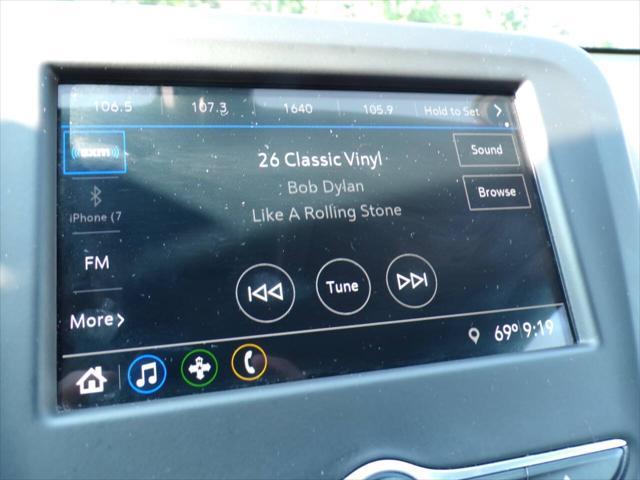 106.5 107.3 1640 105.9 Hold to Set >
((sxm))
26 Classic Vinyl
Sound
Bob Dylan
Browse
iPhone (7
Like A Rolling Stone
FM
Tune
More >
69° 9:19